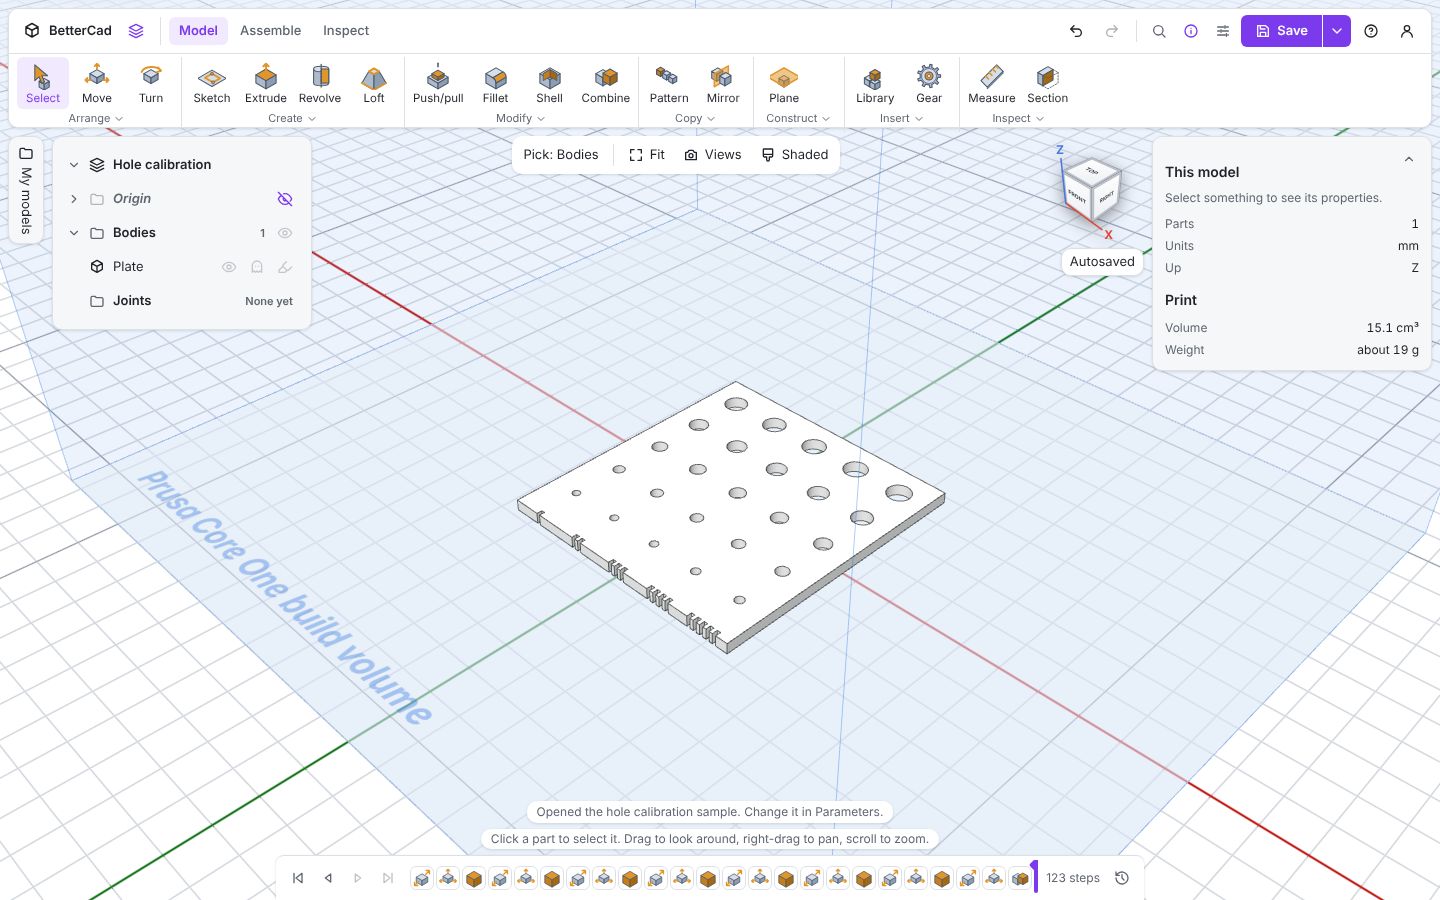 BetterCad
Model
Assemble
Inspect
Save
Select
Move
Turn
Sketch
Extrude
Revolve
Loft
Push/pull
Fillet
Shell
Combine
Pattern
Mirror
Plane
Library
Gear
Measure
Section
Arrange
Create
Modify
Copy
Construct
Insert
Inspect
My models
Hole calibration
Origin
Bodies
1
Plate
Joints
None yet
Pick: Bodies
Fit
Views
Shaded
Z
TOP
FRONT
RIGHT
X
Autosaved
This model
Select something to see its properties.
Parts
1
Units
mm
Up
Z
Print
Volume
15.1 cm³
Weight
about 19 g
Prusa Core One build volume
Opened the hole calibration sample. Change it in Parameters.
Click a part to select it. Drag to look around, right-drag to pan, scroll to zoom.
123 steps